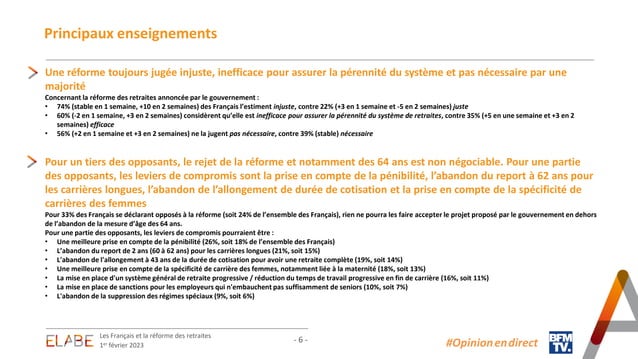 Principaux enseignements
Une réforme toujours jugée injuste, inefficace pour assurer la pérennité du système et pas nécessaire par une
majorité
Concernant la réforme des retraites annoncée par le gouvernement :
• 74% (stable en 1 semaine, +10 en 2 semaines) des Français l'estiment injuste, contre 22% (+3 en 1 semaine et -5 en 2 semaines) juste
• 60% (-2 en 1 semaine, +3 en 2 semaines) considèrent qu'elle est inefficace pour assurer la pérennité du système de retraites, contre 35% (+5 en une semaine et +3 en 2
semaines) efficace
• 56% (+2 en 1 semaine et +3 en 2 semaines) ne la jugent pas nécessaire, contre 39% (stable) nécessaire
Pour un tiers des opposants, le rejet de la réforme et notamment des 64 ans est non négociable. Pour une partie
des opposants, les leviers de compromis sont la prise en compte de la pénibilité, l'abandon du report à 62 ans pour
les carrières longues, l'abandon de l'allongement de durée de cotisation et la prise en compte de la spécificité de
carrières des femmes
Pour 33% des Français se déclarant opposés à la réforme (soit 24% de l'ensemble des Français), rien ne pourra les faire accepter le projet proposé par le gouvernement en dehors
de l'abandon de la mesure d'âge des 64 ans.
Pour une partie des opposants, les leviers de compromis pourraient être :
• Une meilleure prise en compte de la pénibilité (26%, soit 18% de l'ensemble des Français)
• L'abandon du report de 2 ans (60 à 62 ans) pour les carrières longues (21%, soit 15%)
• L'abandon de l'allongement à 43 ans de la durée de cotisation pour avoir une retraite complète (19%, soit 14%)
• Une meilleure prise en compte de la spécificité de carrière des femmes, notamment liée à la maternité (18%, soit 13%)
• La mise en place d'un système général de retraite progressive / réduction du temps de travail progressif en fin de carrière (16%, soit 11%)
• La mise en place de sanctions pour les employeurs qui n'embauchent pas suffisamment de seniors (10%, soit 7%)
• L'abandon de la suppression des régimes spéciaux (9%, soit 6%)
ELABE
Les Français et la réforme des retraites
1er février 2023
- 6 -
#Opinion en direct
BFM
TV.